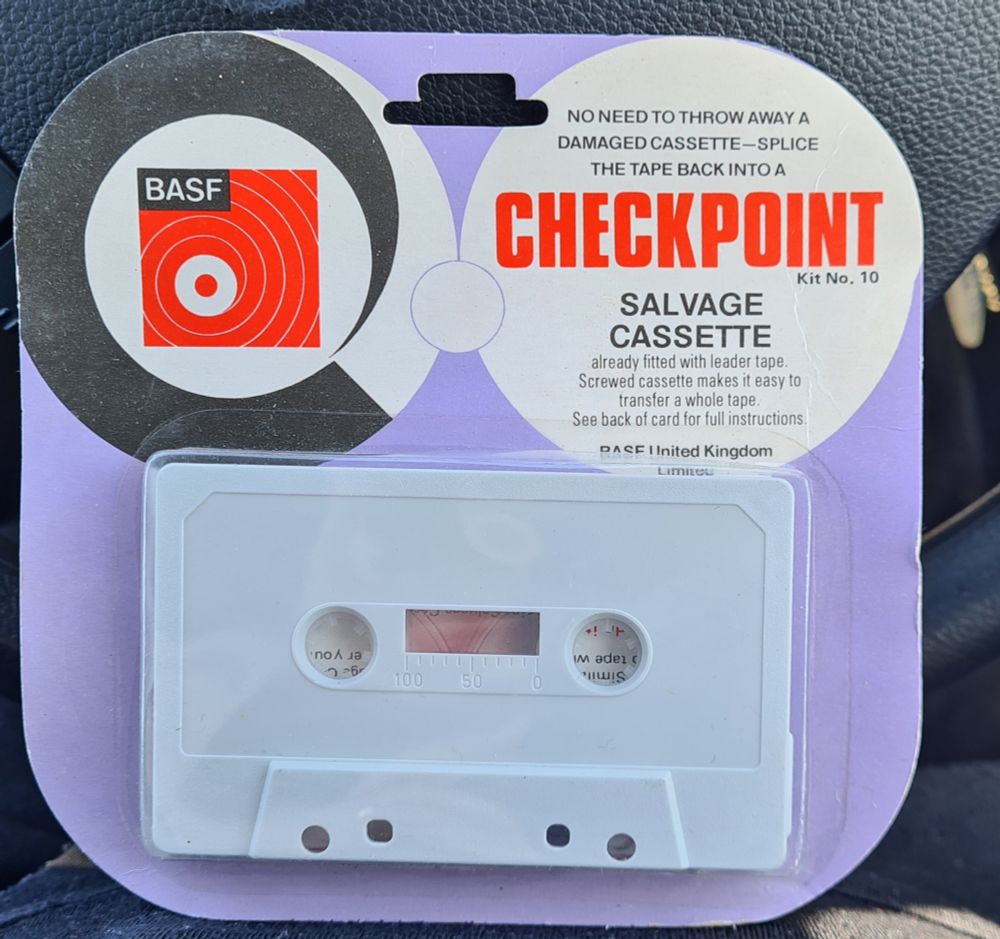 BASF
NO NEED TO THROW AWAY A
DAMAGED CASSETTE—SPLICE
THE TAPE BACK INTO A
CHECKPOINT
Kit No. 10
SALVAGE
CASSETTE
already fitted with leader tape.
Screwed cassette makes it easy to
transfer a whole tape.
See back of card for full instructions.
BASF United Kingdom
Limited
100 50 0